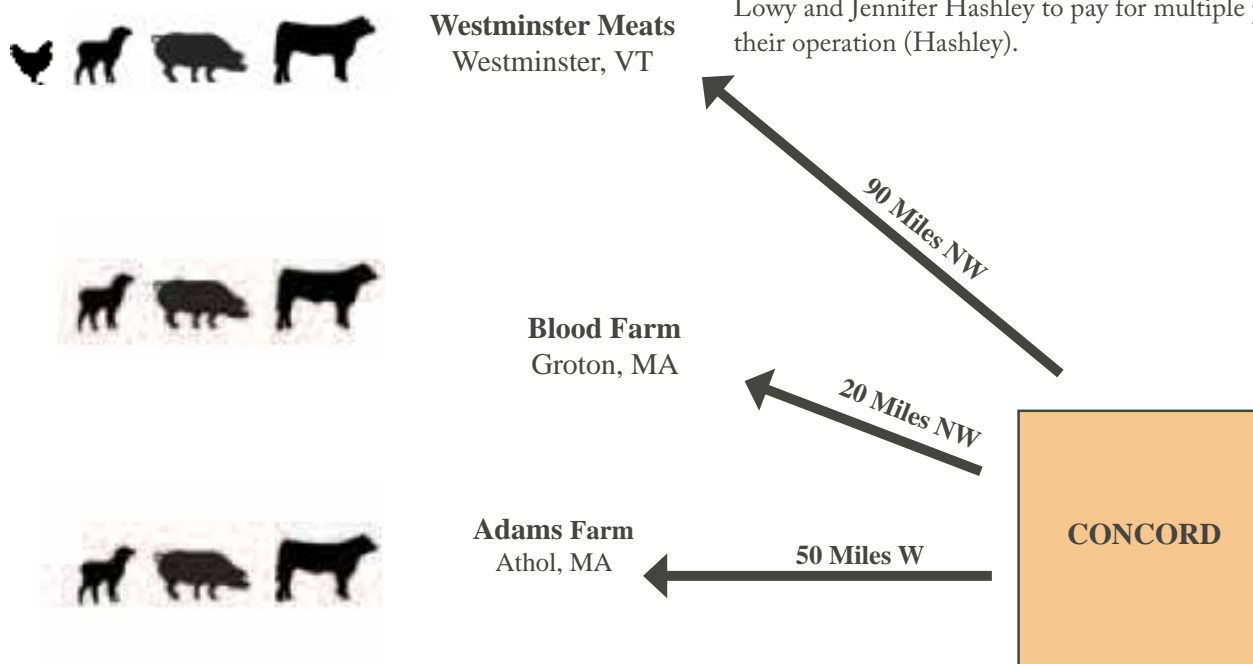 Westminster Meats
Westminster, VT
Lowy and Jennifer Hashley to pay for multiple
their operation (Hashley).
90 Miles NW
Blood Farm
Groton, MA
20 Miles NW
Adams Farm
Athol, MA
50 Miles W
CONCORD